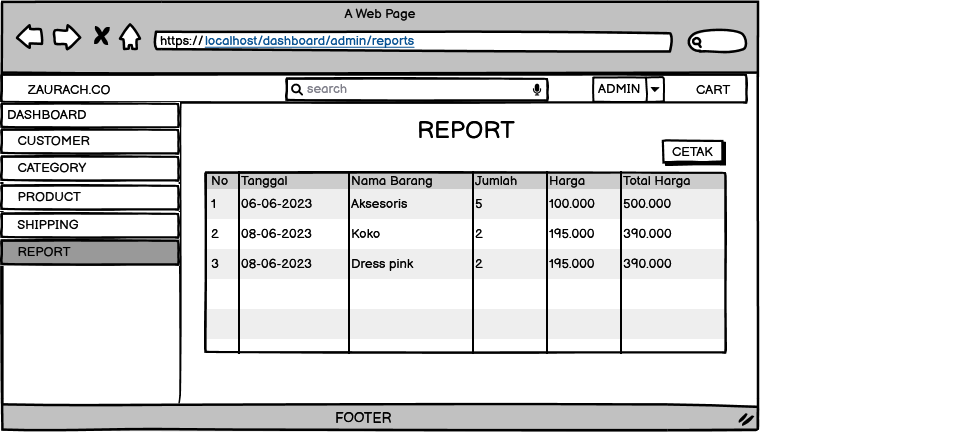 A Web Page
https://localhost/dashboard/admin/reports
ZAURACH.CO search ADMIN CART
DASHBOARD
CUSTOMER
CATEGORY
PRODUCT
SHIPPING
REPORT
REPORT
CETAK
No Tanggal Nama Barang Jumlah Harga Total Harga
1 06-06-2023 Aksesoris 5 100.000 500.000
2 08-06-2023 Koko 2 195.000 390.000
3 08-06-2023 Dress pink 2 195.000 390.000
FOOTER